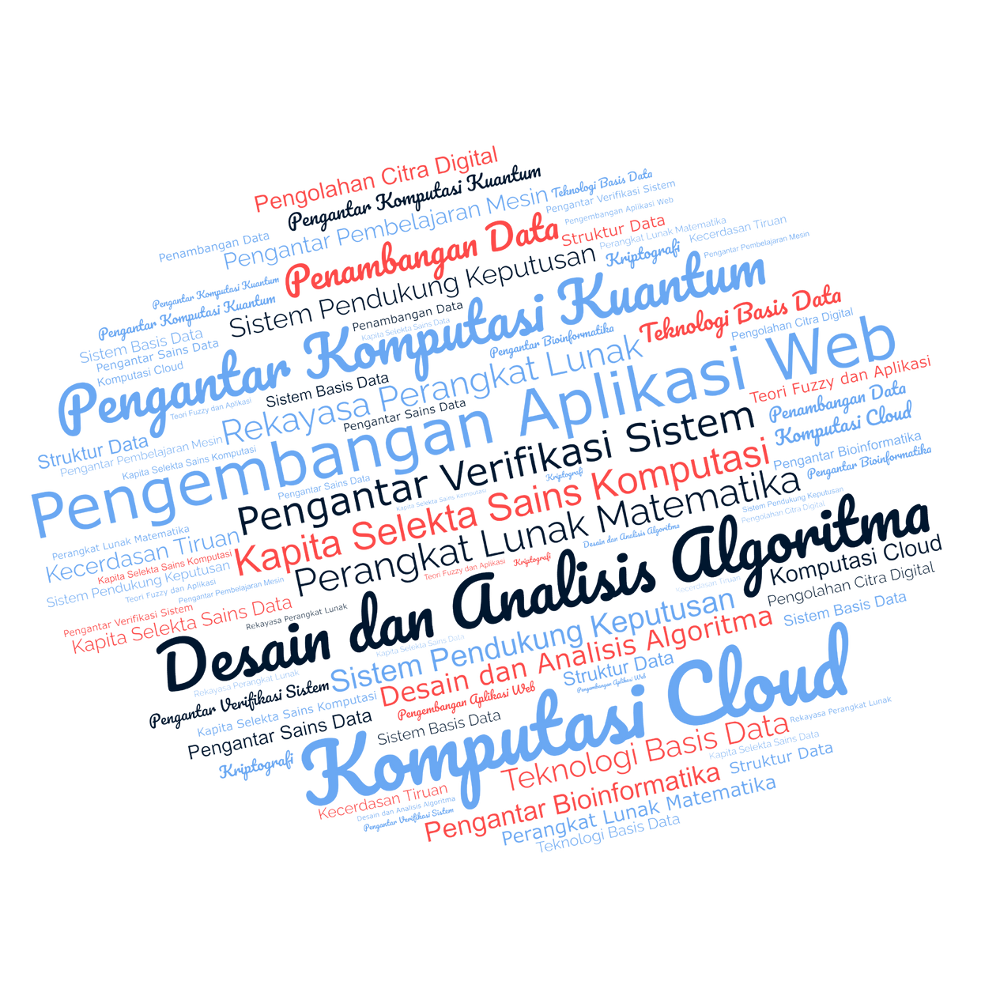 Pengolahan Citra Digital
Pengantar Komputasi Kuantum
Teknologi Basis Data
Pengantar Pembelajaran Mesin
Pengantar Verifikasi Sistem
Pengembangan Aplikasi Web
Penambangan Data
Penambangan Data
Struktur Data
Perangkat Lunak Matematika
Kecerdasan Tiruan
Pengantar Pembelajaran Mesin
Kriptografi
Sistem Pendukung Keputusan
Pengantar Komputasi Kuantum
Pengantar Komputasi Kuantum
Penambangan Data
Kapita Selekta Sains Data
Pengantar Komputasi Kuantum
Teknologi Basis Data
Pengolahan Citra Digital
Sistem Basis Data
Pengantar Sains Data
Komputasi Cloud
Pengantar Bioinformatika
Sistem Basis Data
Rekayasa Perangkat Lunak
Pengantar Sains Data
Teori Fuzzy dan Aplikasi
Pengembangan Aplikasi Web
Teori Fuzzy dan Aplikasi
Penambangan Data
Komputasi Cloud
Struktur Data
Pengantar Pembelajaran Mesin
Kapita Selekta Sains Komputasi
Pengantar Sains Data
Pengantar Verifikasi Sistem
Pengantar Bioinformatika
Pengantar Bioinformatika
Kriptografi
Kapita Selekta Sains Komputasi
Kapita Selekta Sains Komputasi
Sistem Pendukung Keputusan
Pengolahan Citra Digital
Perangkat Lunak Matematika
Perangkat Lunak Matematika
Kecerdasan Tiruan
Kapita Selekta Sains Komputasi
Sistem Pendukung Keputusan
Teori Fuzzy dan Aplikasi
Pengantar Pembelajaran Mesin
Desain dan Analisis Algoritma
Teori Fuzzy dan Aplikasi
Kriptografi
Desain dan Analisis Algoritma
Komputasi Cloud
Pengolahan Citra Digital
Kecerdasan Tiruan
Pengantar Verifikasi Sistem
Kapita Selekta Sains Data
Rekayasa Perangkat Lunak
Kapita Selekta Sains Data
Sistem Pendukung Keputusan
Sistem Basis Data
Rekayasa Perangkat Lunak
Desain dan Analisis Algoritma
Struktur Data
Pengembangan Aplikasi Web
Pengantar Verifikasi Sistem
Kapita Selekta Sains Komputasi
Pengembangan Aplikasi Web
Pengantar Sains Data
Sistem Basis Data
Komputasi Cloud
Rekayasa Perangkat Lunak
Kriptografi
Teknologi Basis Data
Kapita Selekta Sains Data
Struktur Data
Kecerdasan Tiruan
Desain dan Analisis Algoritma
Pengantar Verifikasi Sistem
Pengantar Bioinformatika
Perangkat Lunak Matematika
Teknologi Basis Data